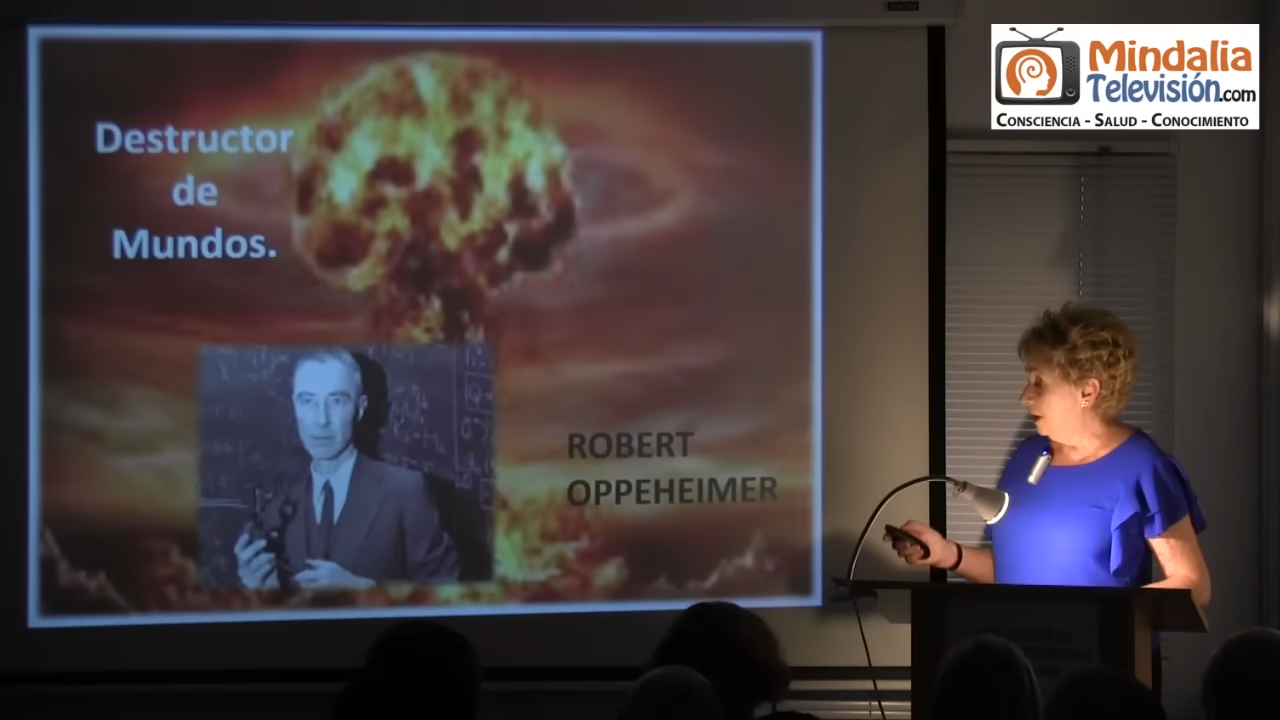 Destructor
de
Mundos.
ROBERT
OPPEHEIMER
Mindalia
Televisión.com
CONSCIENCIA - SALUD - CONOCIMIENTO